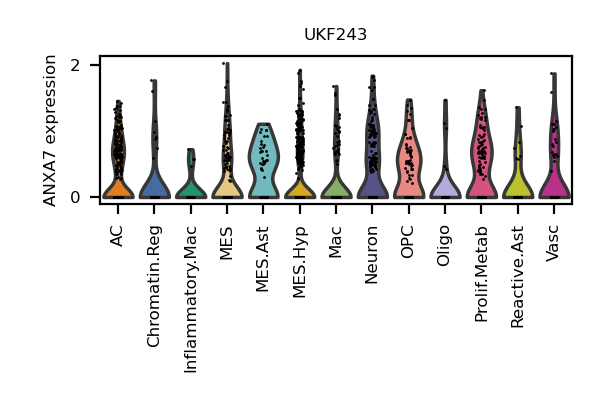 UKF243
ANXA7 expression
2
0
AC
Chromatin.Reg
Inflammatory.Mac
MES
MES.Ast
MES.Hyp
Mac
Neuron
OPC
Oligo
Prolif.Metab
Reactive.Ast
Vasc